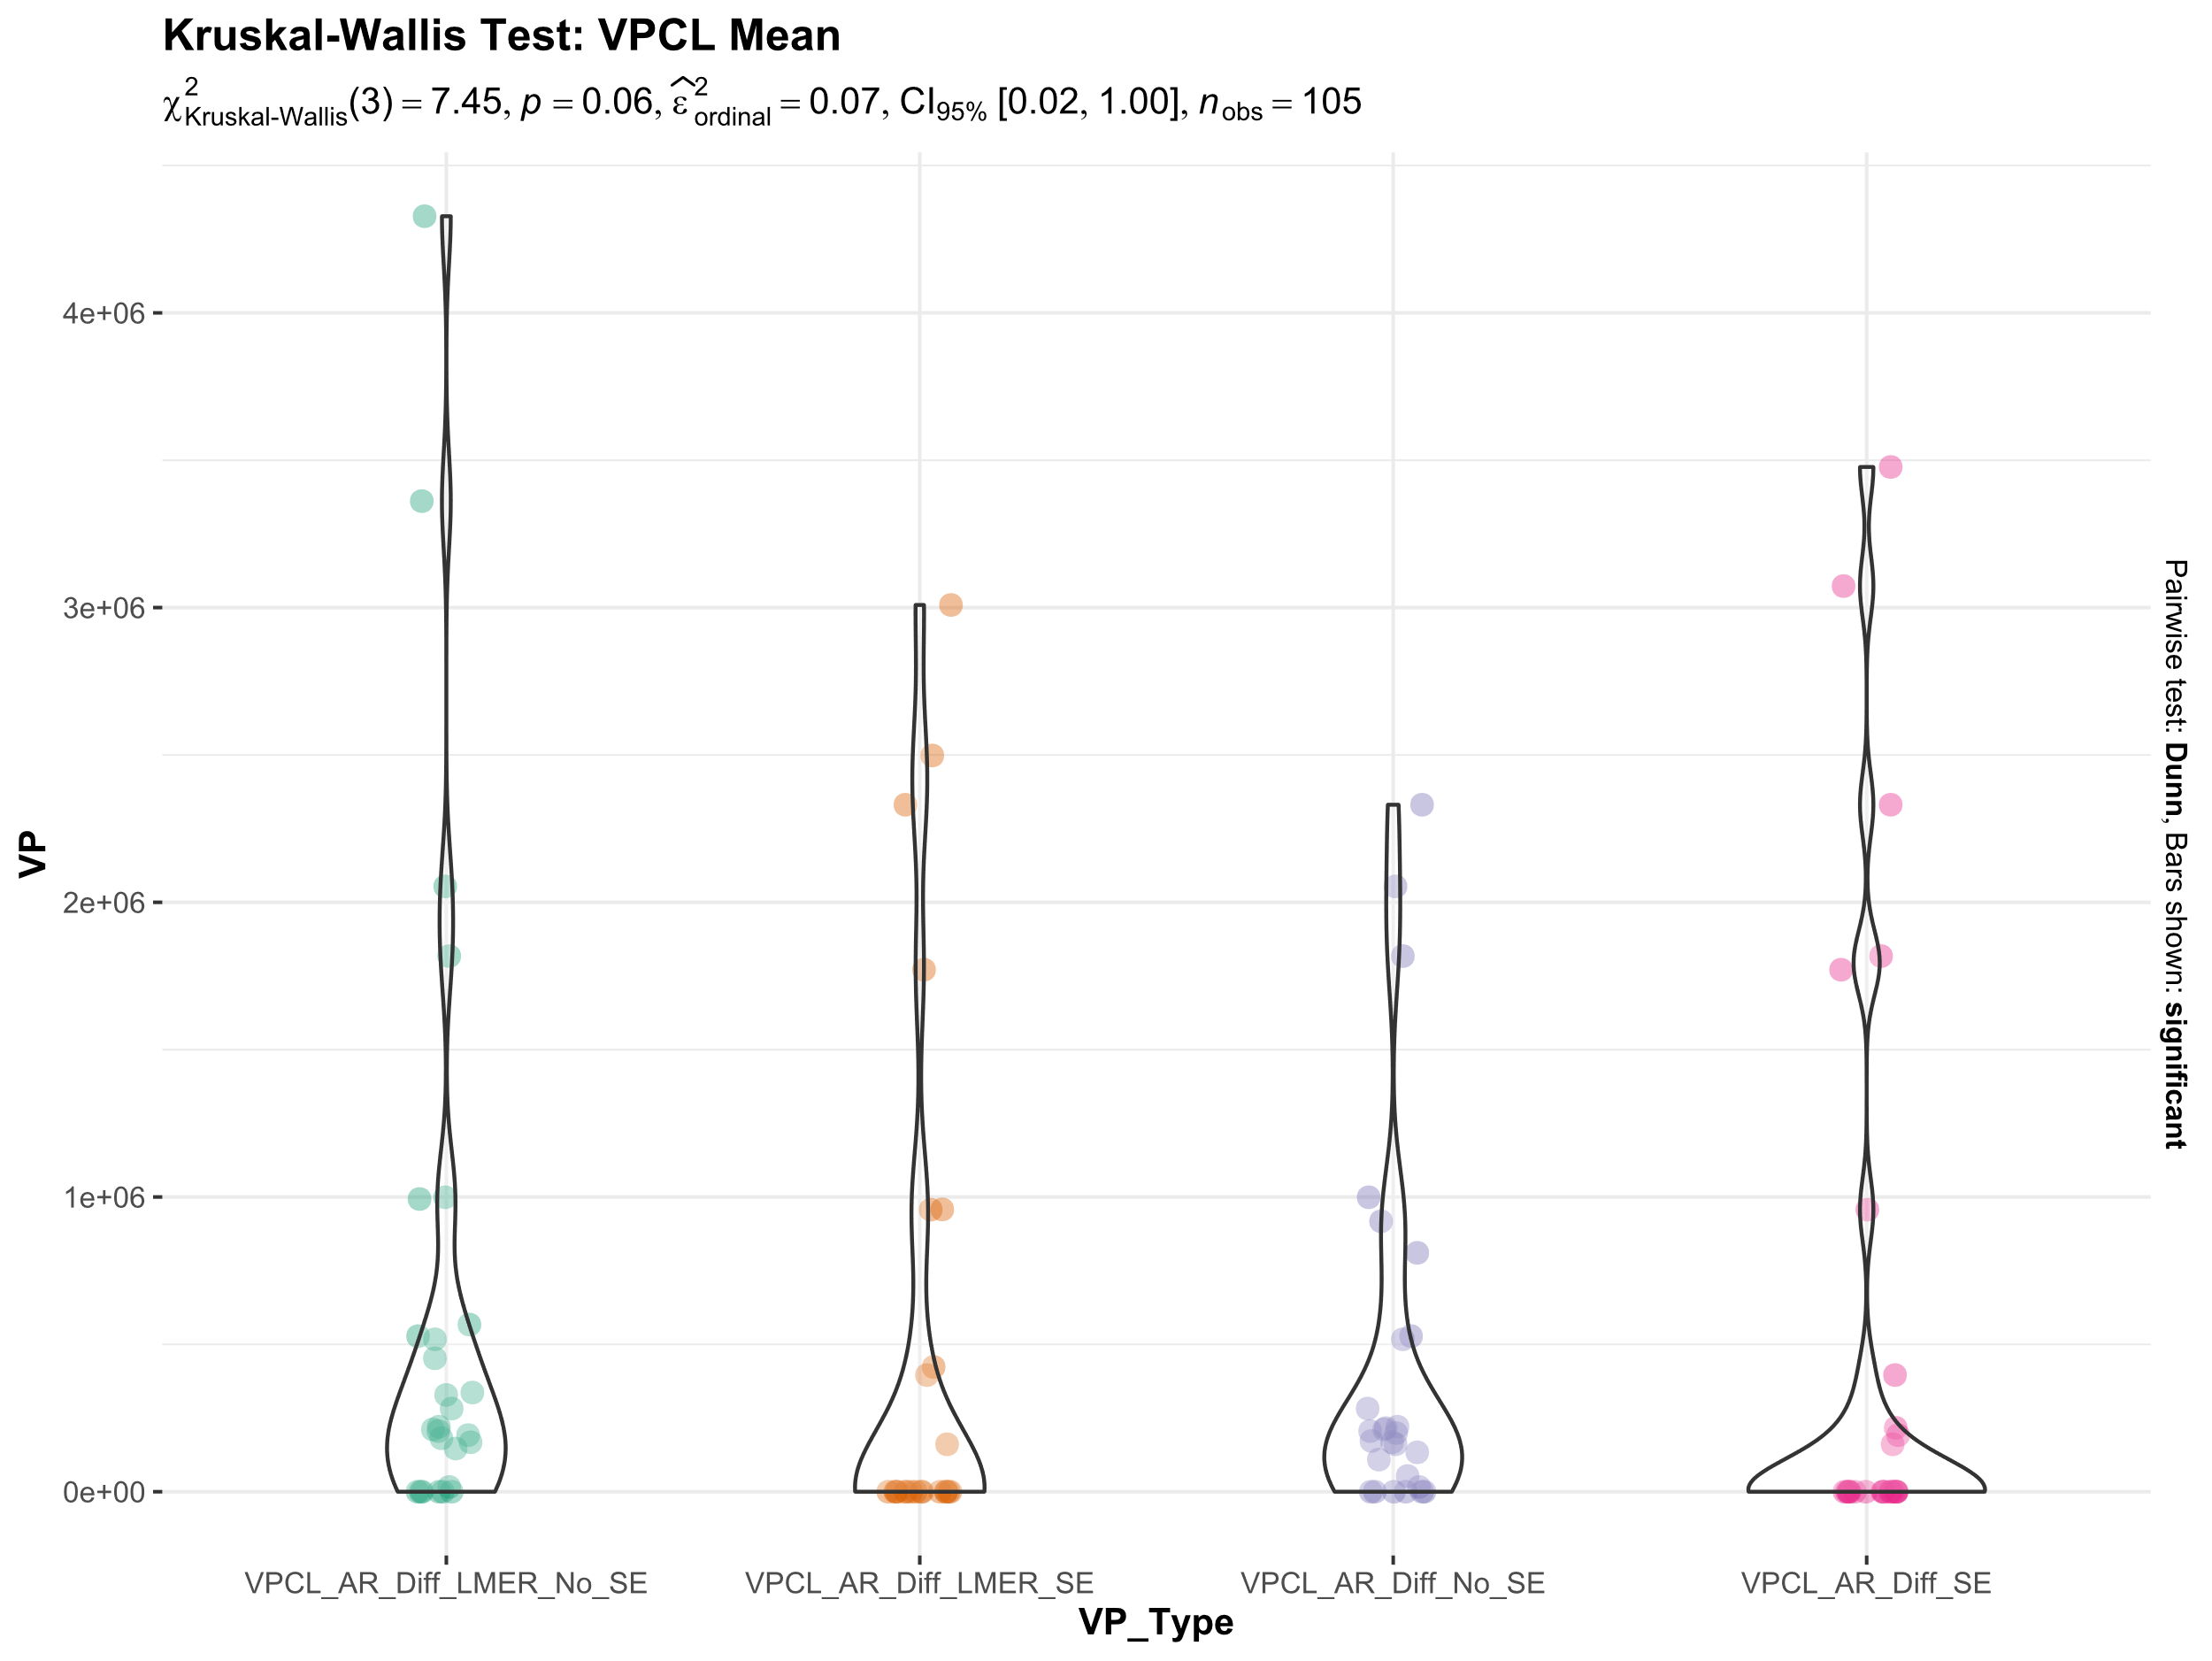 Kruskal-Wallis Test: VPCL Mean
χ²Kruskal-Wallis(3) = 7.45, p = 0.06, ε̂²ordinal = 0.07, CI95% [0.02, 1.00], nobs = 105
VP
4e+06
3e+06
2e+06
1e+06
0e+00
VPCL_AR_Diff_LMER_No_SE
VPCL_AR_Diff_LMER_SE
VPCL_AR_Diff_No_SE
VPCL_AR_Diff_SE
VP_Type
Pairwise test: Dunn, Bars shown: significant